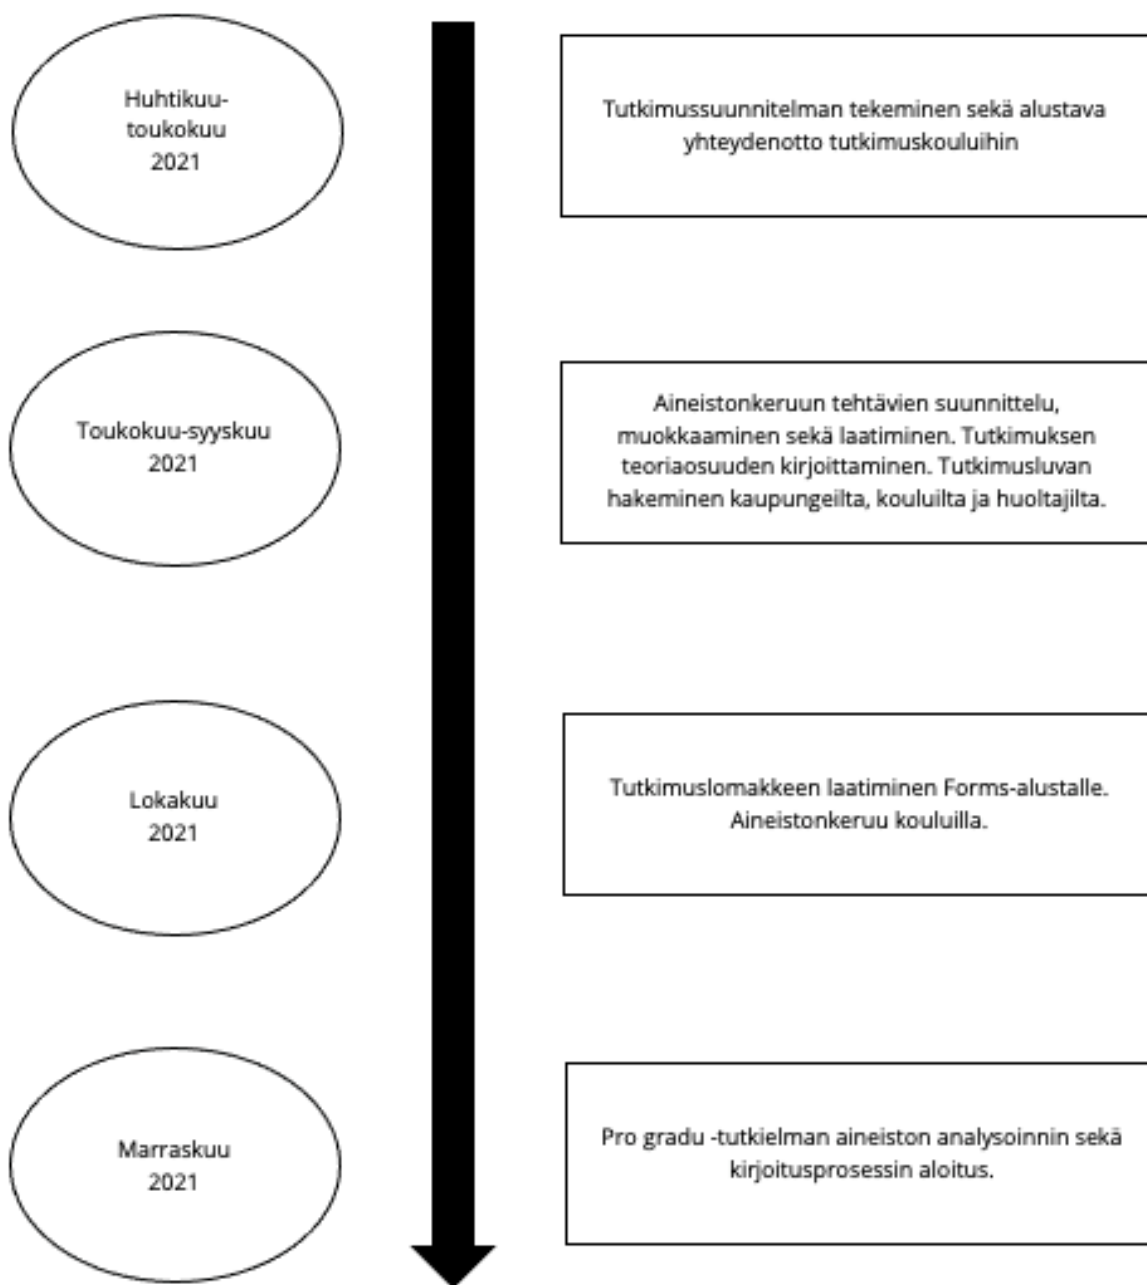 Huhtikuu-
toukokuu
2021
Tutkimussuunnitelman tekeminen sekä alustava
yhteydenotto tutkimuskouluihin
Toukokuu-syyskuu
2021
Aineistonkeruun tehtävien suunnittelu,
muokkaaminen sekä laatiminen. Tutkimuksen
teoriaosuuden kirjoittaminen. Tutkimusluvan
hakeminen kaupungeilta, kouluilta ja huoltajilta.
Lokakuu
2021
Tutkimuslomakkeen laatiminen Forms-alustalle.
Aineistonkeruu kouluilla.
Marraskuu
2021
Pro gradu -tutkielman aineiston analysoinnin sekä
kirjoitusprosessin aloitus.